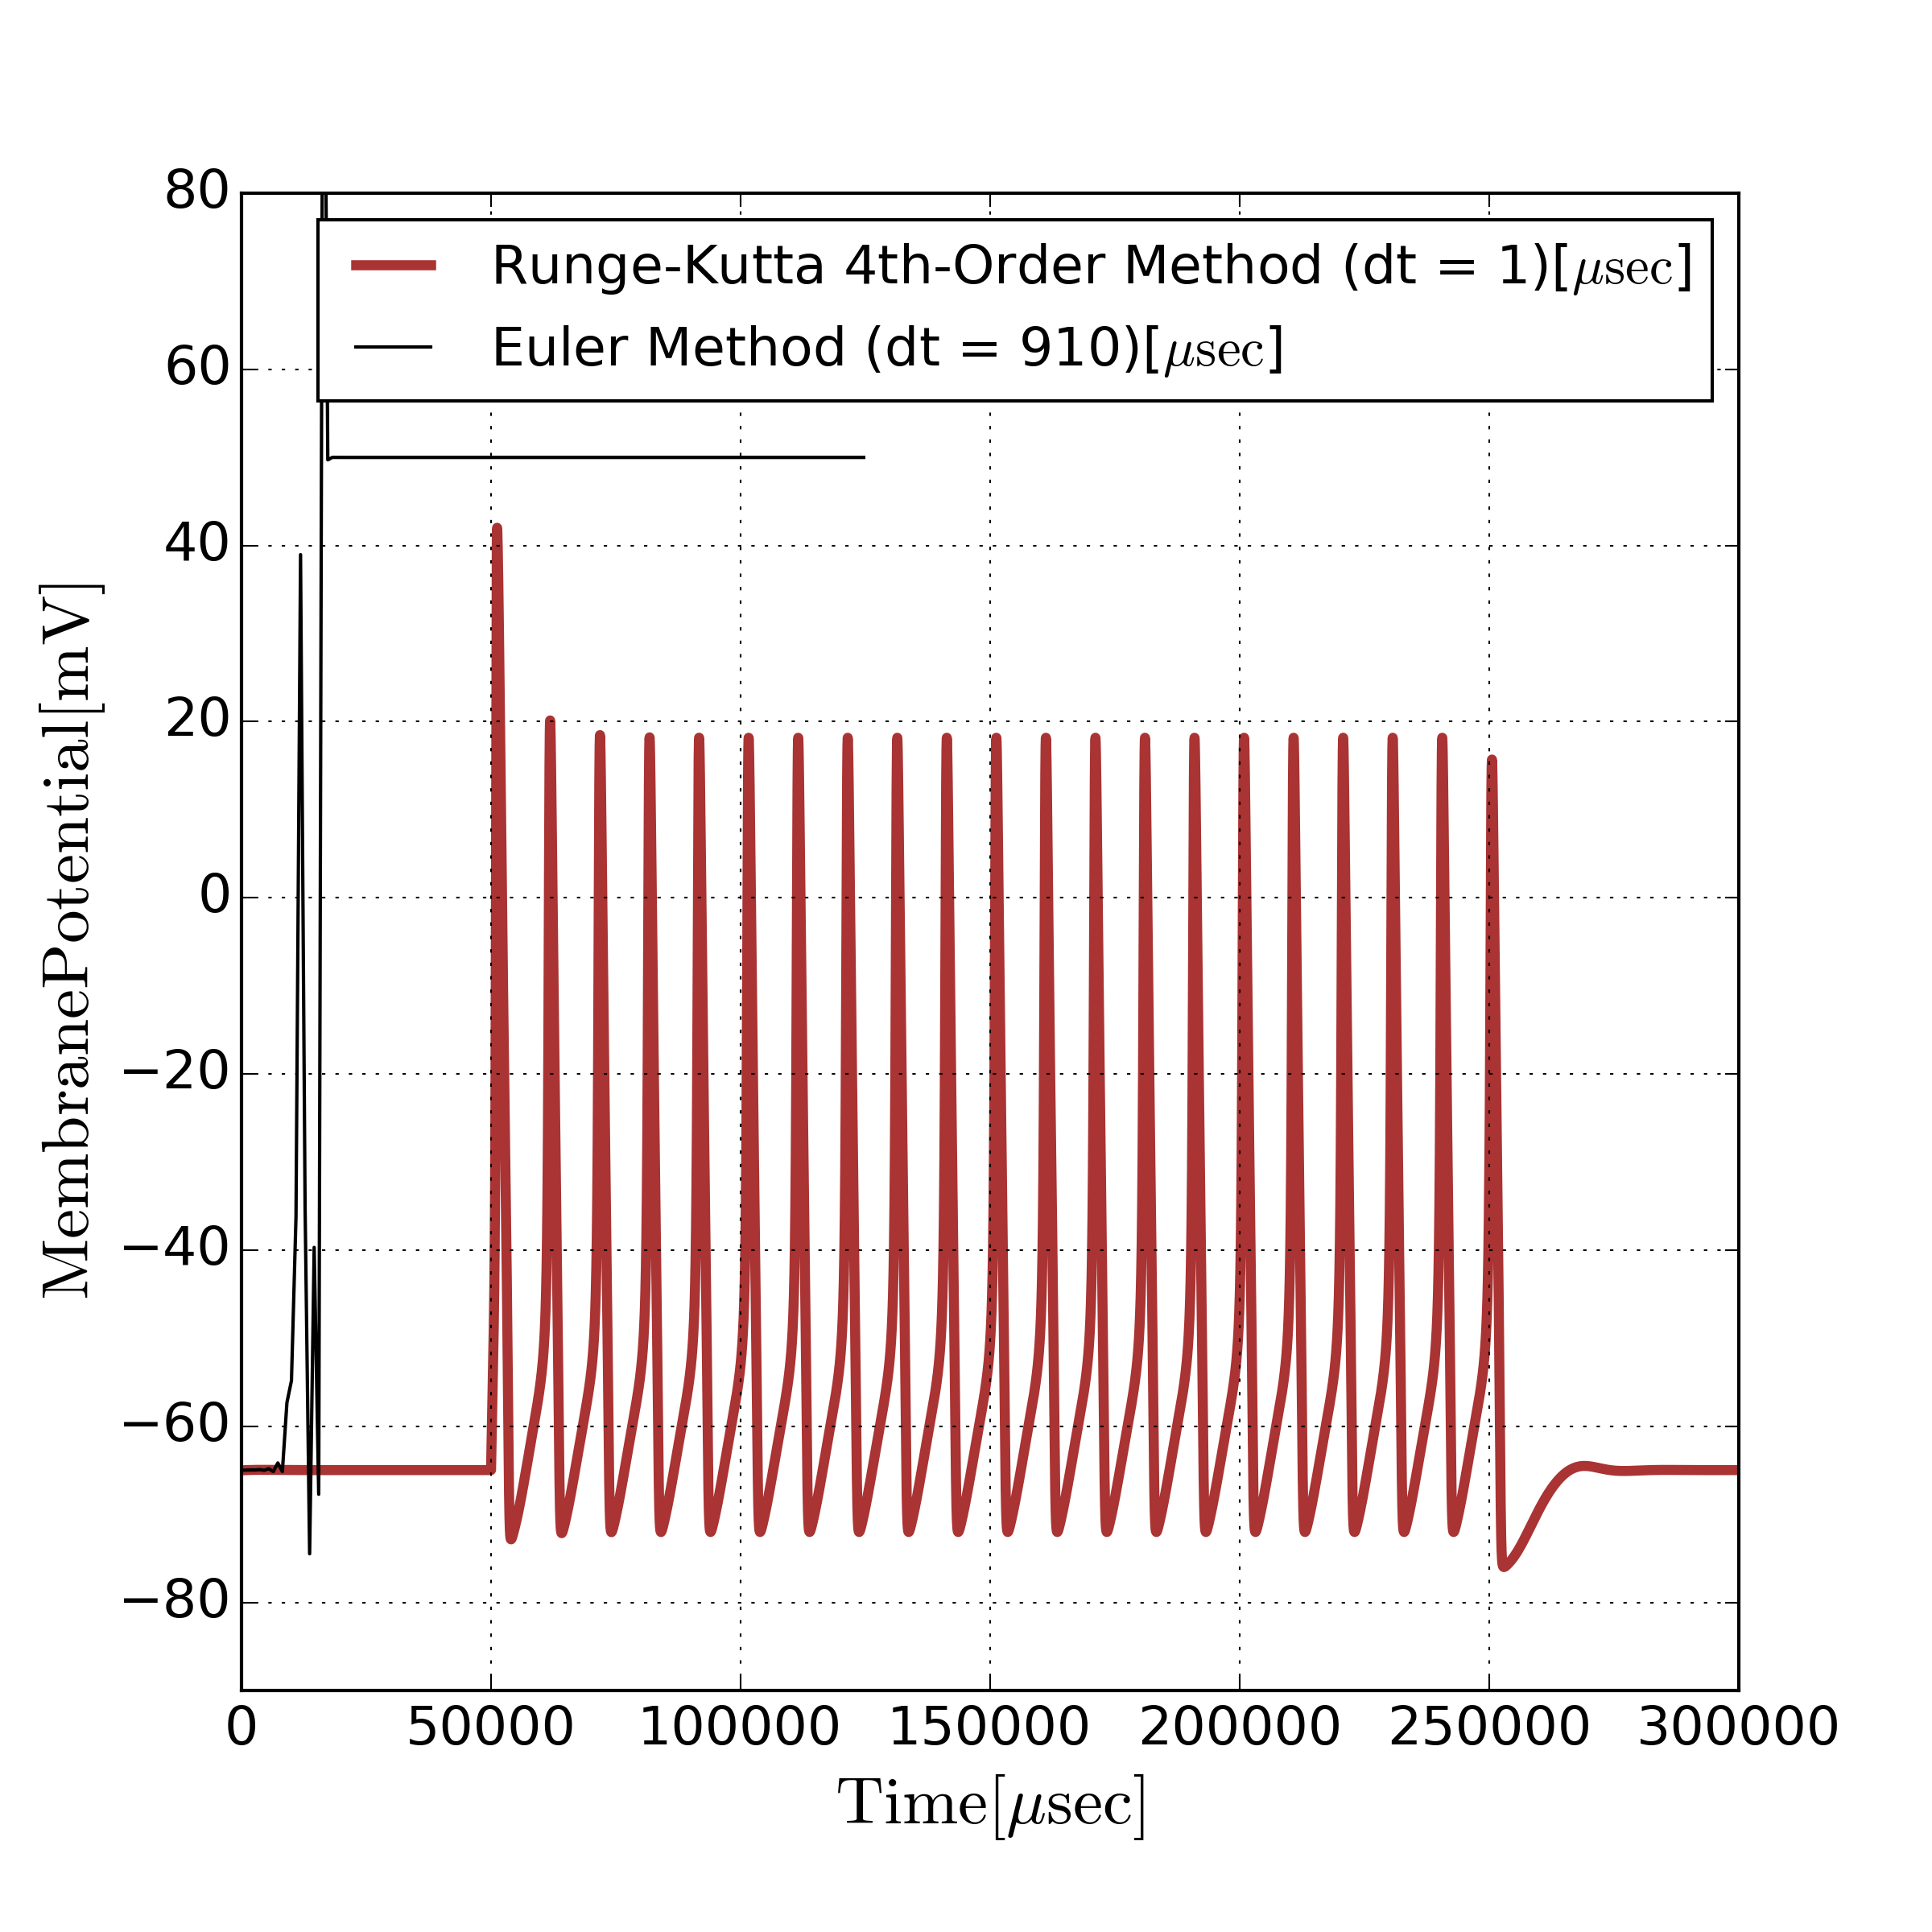 80
60
40
20
0
−20
−40
−60
−80
MembranePotential[mV]
Runge-Kutta 4th-Order Method (dt = 1)[μsec]
Euler Method (dt = 910)[μsec]
0 50000 100000 150000 200000 250000 300000
Time[μsec]